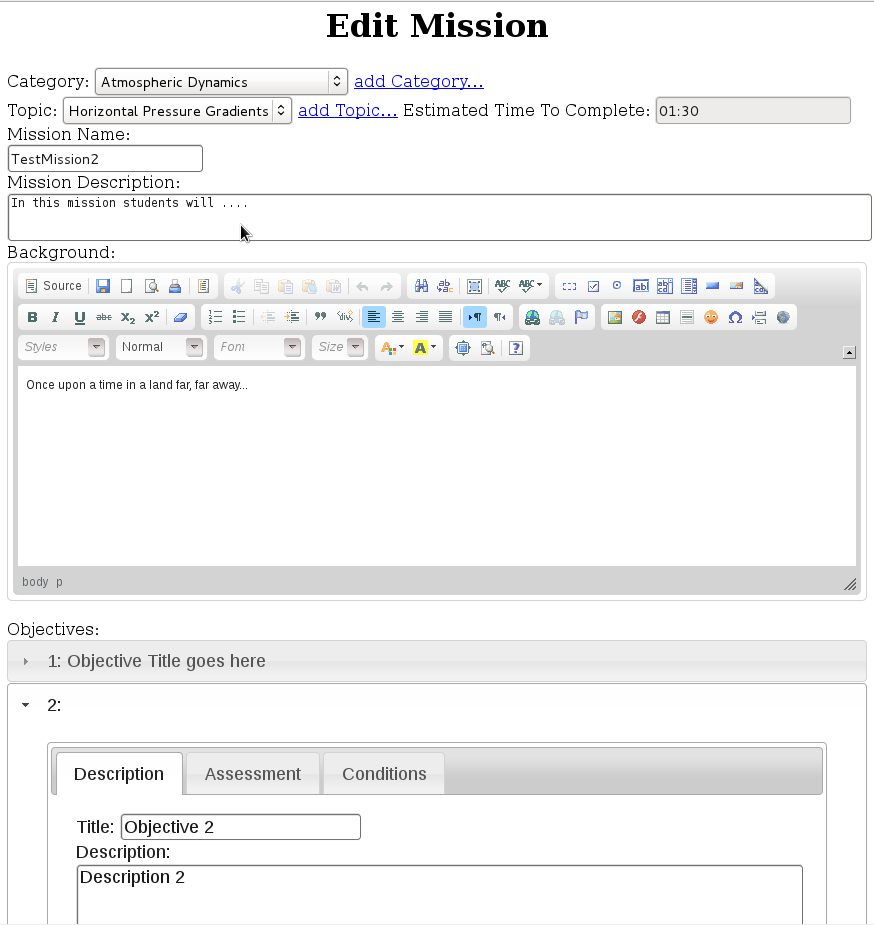 Edit Mission
Category: Atmospheric Dynamics add Category...
Topic: Horizontal Pressure Gradients add Topic... Estimated Time To Complete: 01:30
Mission Name:
TestMission2
Mission Description:
In this mission students will ....
Background:
Source ABC ABC
B I U abc x₂ x²
Styles Normal Font Size A A ?
Once upon a time in a land far, far away...
body p
Objectives:
1: Objective Title goes here
2:
Description Assessment Conditions
Title: Objective 2
Description:
Description 2